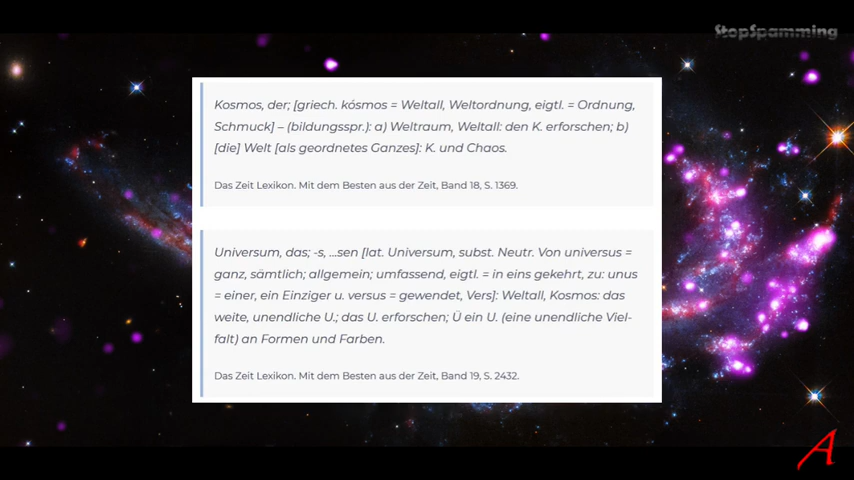 StopSpamming
Kosmos, der; [griech. kósmos = Weltall, Weltordnung, eigtl. = Ordnung,
Schmuck] – (bildungsspr.): a) Weltraum, Weltall: den K. erforschen; b)
[die] Welt [als geordnetes Ganzes]: K. und Chaos.
Das Zeit Lexikon. Mit dem Besten aus der Zeit, Band 18, S. 1369.
Universum, das; -s, ...sen [lat. Universum, subst. Neutr. Von universus =
ganz, sämtlich; allgemein; umfassend, eigtl. = in eins gekehrt, zu: unus
= einer, ein Einziger u. versus = gewendet, Vers]: Weltall, Kosmos: das
weite, unendliche U.; das U. erforschen; Ü ein U. (eine unendliche Viel-
falt) an Formen und Farben.
Das Zeit Lexikon. Mit dem Besten aus der Zeit, Band 19, S. 2432.
A